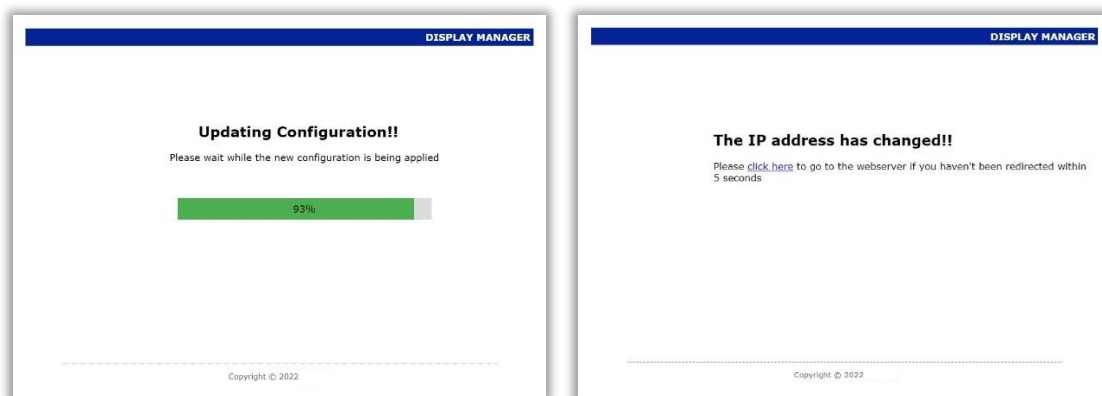 DISPLAY MANAGER
Updating Configuration!!
Please wait while the new configuration is being applied
93%
Copyright © 2022
DISPLAY MANAGER
The IP address has changed!!
Please click here to go to the webserver if you haven't been redirected within
5 seconds
Copyright © 2022